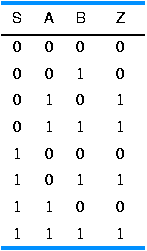 S A B Z
0 0 0 0
0 0 1 0
0 1 0 1
0 1 1 1
1 0 0 0
1 0 1 1
1 1 0 0
1 1 1 1